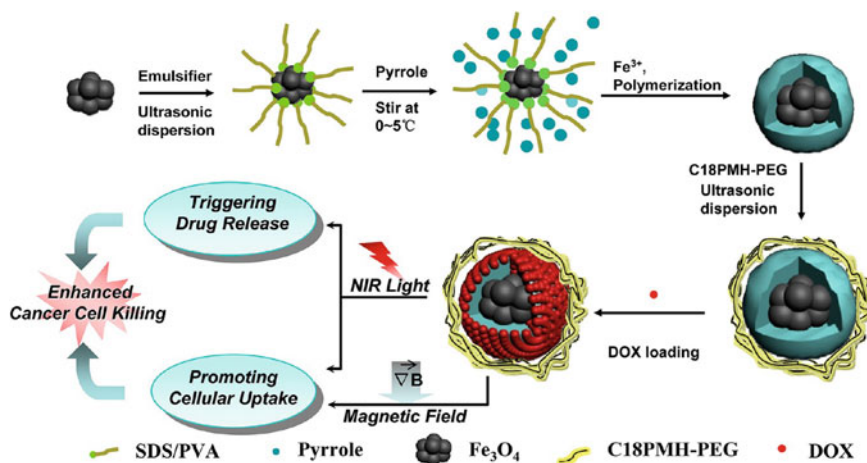 Emulsifier
Ultrasonic
dispersion
Pyrrole
Stir at
0~5℃
Fe³⁺,
Polymerization
C18PMH-PEG
Ultrasonic
dispersion
Triggering
Drug Release
NIR Light
Enhanced
Cancer Cell Killing
DOX loading
Promoting
Cellular Uptake
∇B⃗
Magnetic Field
SDS/PVA
Pyrrole
Fe₃O₄
C18PMH-PEG
DOX